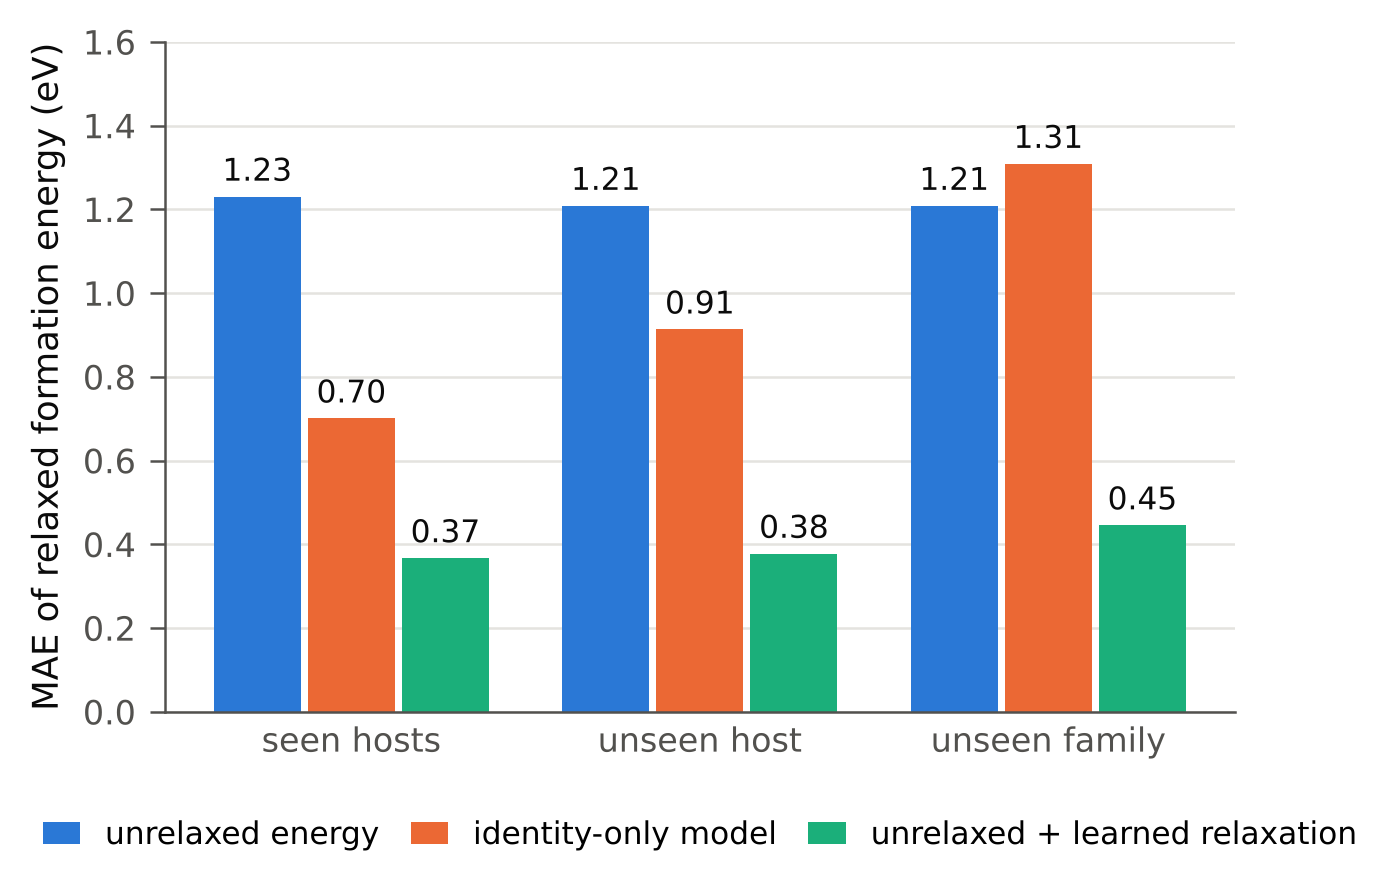 MAE of relaxed formation energy (eV)
1.6
1.4
1.2
1.0
0.8
0.6
0.4
0.2
0.0
1.23
0.70
0.37
1.21
0.91
0.38
1.21
1.31
0.45
seen hosts
unseen host
unseen family
unrelaxed energy
identity-only model
unrelaxed + learned relaxation